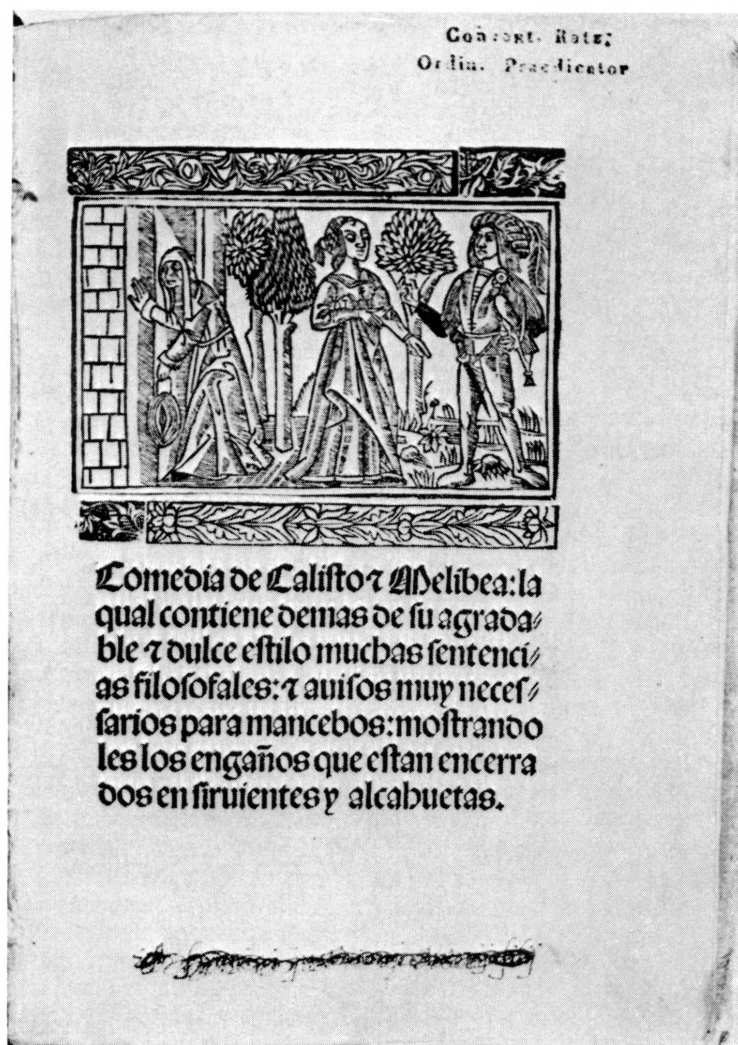 Convent. Ratz;
Ordin. Praedicator
Comedia de Calisto ⁊ Melibea: la
qual contiene demas de su agrada⸗
ble ⁊ dulce estilo muchas sentenci⸗
as filosofales: ⁊ auisos muy neces⸗
sarios para mancebos: mostrando
les los engaños que estan encerra
dos en siruientes y alcahuetas.